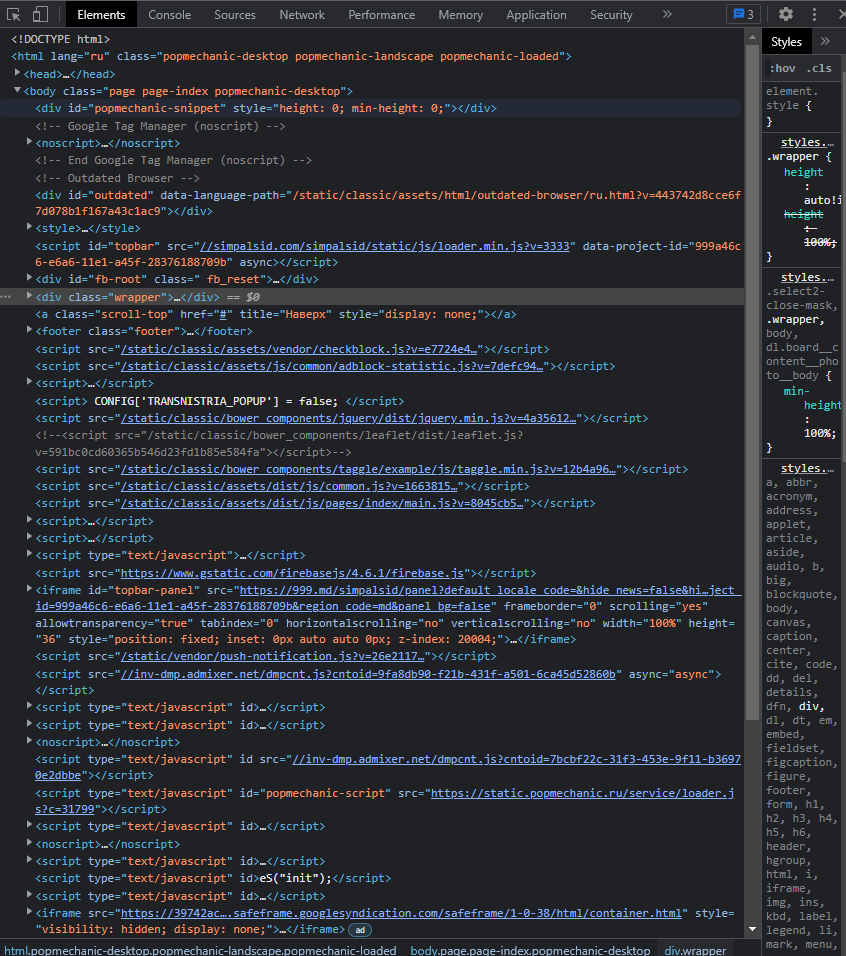 Elements Console Sources Network Performance Memory Application Security » 3
<!DOCTYPE html>
<html lang="ru" class="popmechanic-desktop popmechanic-landscape popmechanic-loaded">
<head>…</head>
<body class="page page-index popmechanic-desktop">
<div id="popmechanic-snippet" style="height: 0; min-height: 0;"></div>
<!-- Google Tag Manager (noscript) -->
<noscript>…</noscript>
<!-- End Google Tag Manager (noscript) -->
<!-- Outdated Browser -->
<div id="outdated" data-language-path="/static/classic/assets/html/outdated-browser/ru.html?v=443742d8cce6f
7d078b1f167a43c1ac9"></div>
<style>…</style>
<script id="topbar" src="//simpalsid.com/simpalsid/static/js/loader.min.js?v=3333" data-project-id="999a46c
6-e6a6-11e1-a45f-28376188709b" async></script>
<div id="fb-root" class=" fb_reset">…</div>
<div class="wrapper">…</div> == $0
<a class="scroll-top" href="#" title="Наверх" style="display: none;"></a>
<footer class="footer">…</footer>
<script src="/static/classic/assets/vendor/checkblock.js?v=e7724e4…"></script>
<script src="/static/classic/assets/js/common/adblock-statistic.js?v=7defc94…"></script>
<script>…</script>
<script> CONFIG['TRANSNISTRIA_POPUP'] = false; </script>
<script src="/static/classic/bower_components/jquery/dist/jquery.min.js?v=4a35612…"></script>
<!--<script src="/static/classic/bower_components/leaflet/dist/leaflet.js?
v=591bc0cd60365b546d23fd1b85e584fa"></script>-->
<script src="/static/classic/bower_components/taggle/example/js/taggle.min.js?v=12b4a96…"></script>
<script src="/static/classic/assets/dist/js/common.js?v=1663815…"></script>
<script src="/static/classic/assets/dist/js/pages/index/main.js?v=8045cb5…"></script>
<script>…</script>
<script>…</script>
<script type="text/javascript">…</script>
<script src="https://www.gstatic.com/firebasejs/4.6.1/firebase.js"></script>
<iframe id="topbar-panel" src="https://999.md/simpalsid/panel?default_locale_code=&hide_news=false&hi…ject_
id=999a46c6-e6a6-11e1-a45f-28376188709b&region_code=md&panel_bg=false" frameborder="0" scrolling="yes"
allowtransparency="true" tabindex="0" horizontalscrolling="no" verticalscrolling="no" width="100%" height=
"36" style="position: fixed; inset: 0px auto auto 0px; z-index: 20004;">…</iframe>
<script src="/static/vendor/push-notification.js?v=26e2117…"></script>
<script src="//inv-dmp.admixer.net/dmpcnt.js?cntoid=9fa8db90-f21b-431f-a501-6ca45d52860b" async="async">
</script>
<script type="text/javascript" id>…</script>
<script type="text/javascript" id>…</script>
<noscript>…</noscript>
<script type="text/javascript" id src="//inv-dmp.admixer.net/dmpcnt.js?cntoid=7bcbf22c-31f3-453e-9f11-b3697
0e2dbbe"></script>
<script type="text/javascript" id="popmechanic-script" src="https://static.popmechanic.ru/service/loader.j
s?c=31799"></script>
<script type="text/javascript" id>…</script>
<noscript>…</noscript>
<script type="text/javascript" id>…</script>
<script type="text/javascript" id>eS("init");</script>
<script type="text/javascript" id>…</script>
<iframe src="https://39742ac….safeframe.googlesyndication.com/safeframe/1-0-38/html/container.html" style=
"visibility: hidden; display: none;">…</iframe> ad
html.popmechanic-desktop.popmechanic-landscape.popmechanic-loaded body.page.page-index.popmechanic-desktop div.wrapper
Styles »
:hov .cls
element.
style {
}
styles.…
.wrapper {
height
:
auto!i
height
:
100%;
}
styles.…
.select2-
close-mask,
.wrapper,
body,
dl.board__c
ontent__pho
to__body {
min-
height
:
100%;
}
styles.…
a, abbr,
acronym,
address,
applet,
article,
aside,
audio, b,
big,
blockquote,
body,
canvas,
caption,
center,
cite, code,
dd, del,
details,
dfn, div,
dl, dt, em,
embed,
fieldset,
figcaption,
figure,
footer,
form, h1,
h2, h3, h4,
h5, h6,
header,
hgroup,
html, i,
iframe,
img, ins,
kbd, label,
legend, li,
mark, menu,